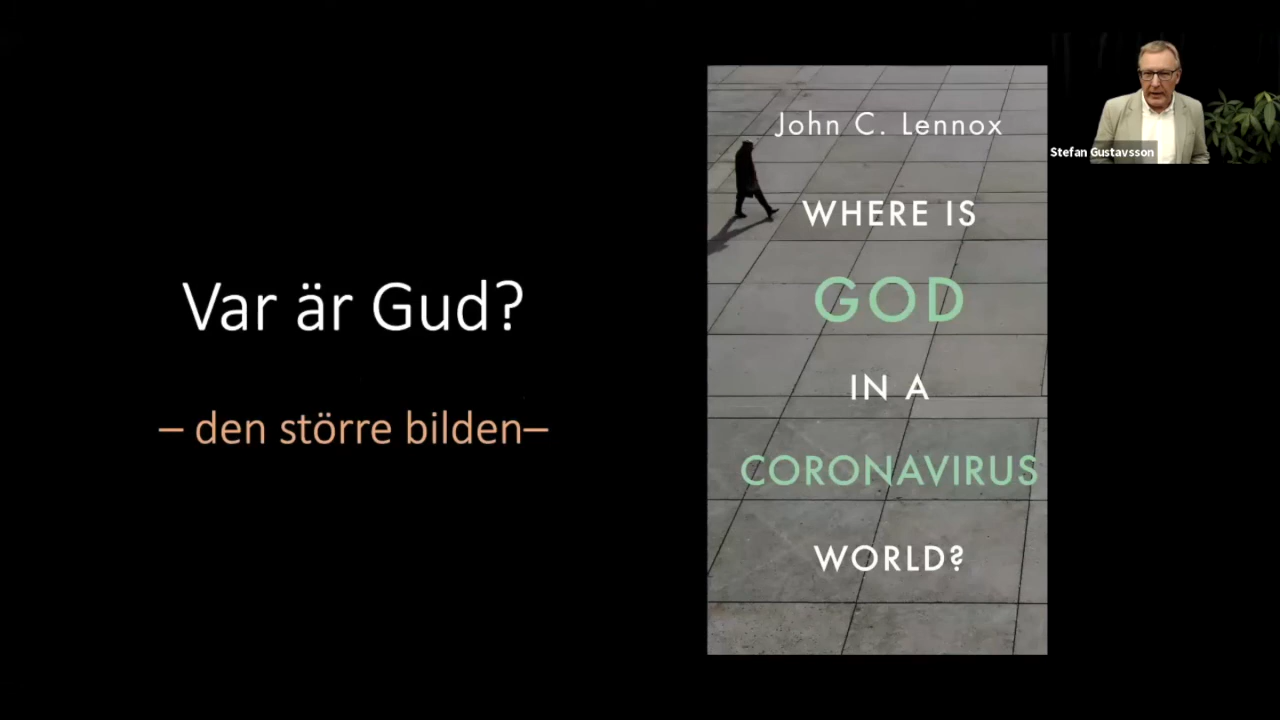 Var är Gud?
– den större bilden–
John C. Lennox
WHERE IS
GOD
IN A
CORONAVIRUS
WORLD?
Stefan Gustavsson